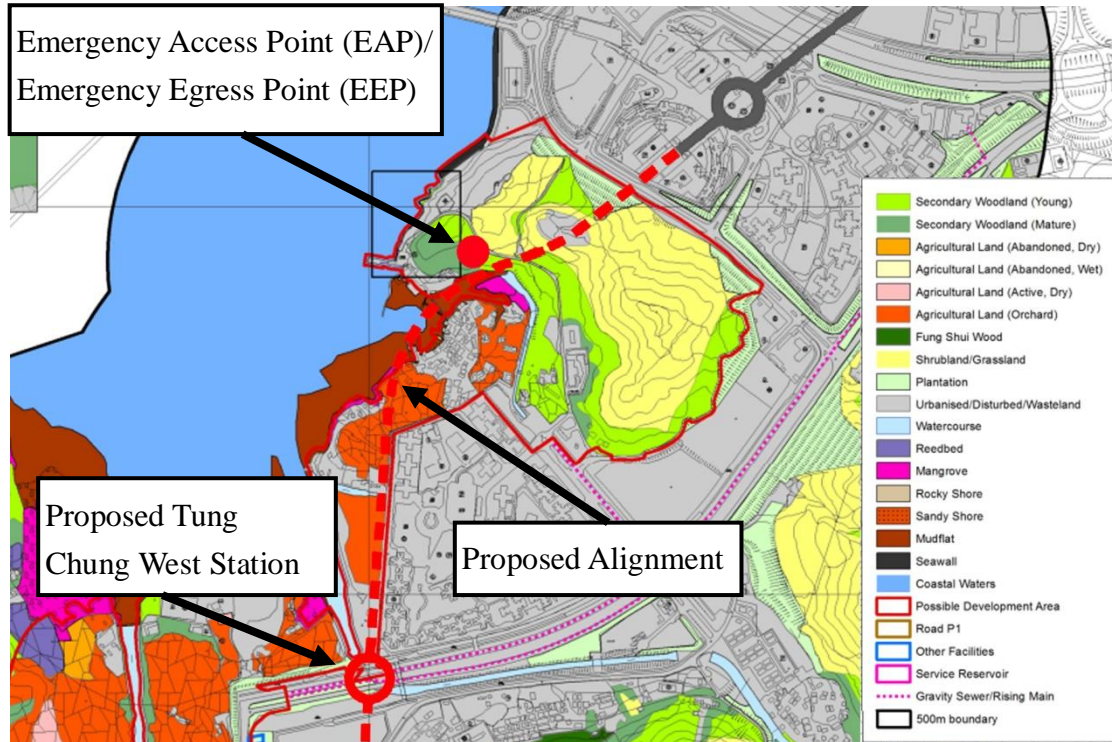 Emergency Access Point (EAP)/
Emergency Egress Point (EEP)
Secondary Woodland (Young)
Secondary Woodland (Mature)
Agricultural Land (Abandoned, Dry)
Agricultural Land (Abandoned, Wet)
Agricultural Land (Active, Dry)
Agricultural Land (Orchard)
Fung Shui Wood
Shrubland/Grassland
Plantation
Urbanised/Disturbed/Wasteland
Watercourse
Reedbed
Mangrove
Rocky Shore
Sandy Shore
Mudflat
Seawall
Coastal Waters
Possible Development Area
Road P1
Other Facilities
Service Reservoir
Gravity Sewer/Rising Main
500m boundary
Proposed Tung
Chung West Station
Proposed Alignment